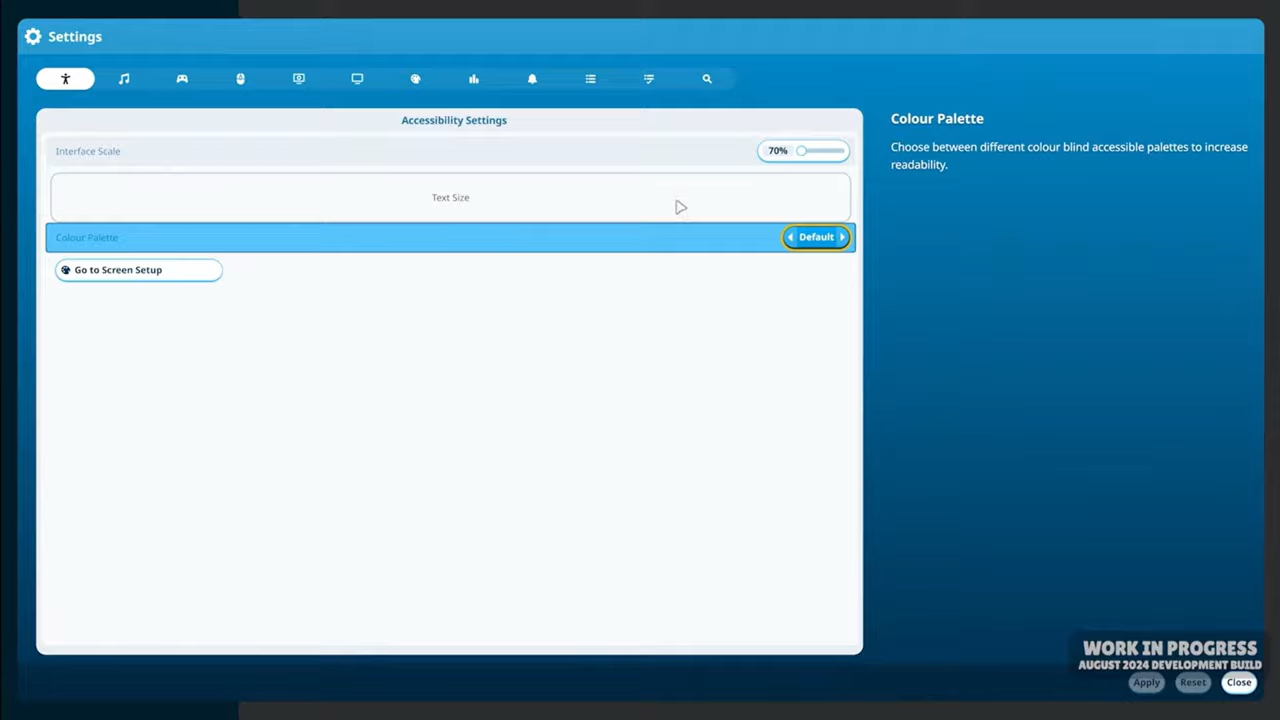 Settings
Accessibility Settings
Interface Scale
70%
Text Size
Colour Palette
Default
Go to Screen Setup
Colour Palette
Choose between different colour blind accessible palettes to increase
readability.
WORK IN PROGRESS
AUGUST 2024 DEVELOPMENT BUILD
Apply
Reset
Close